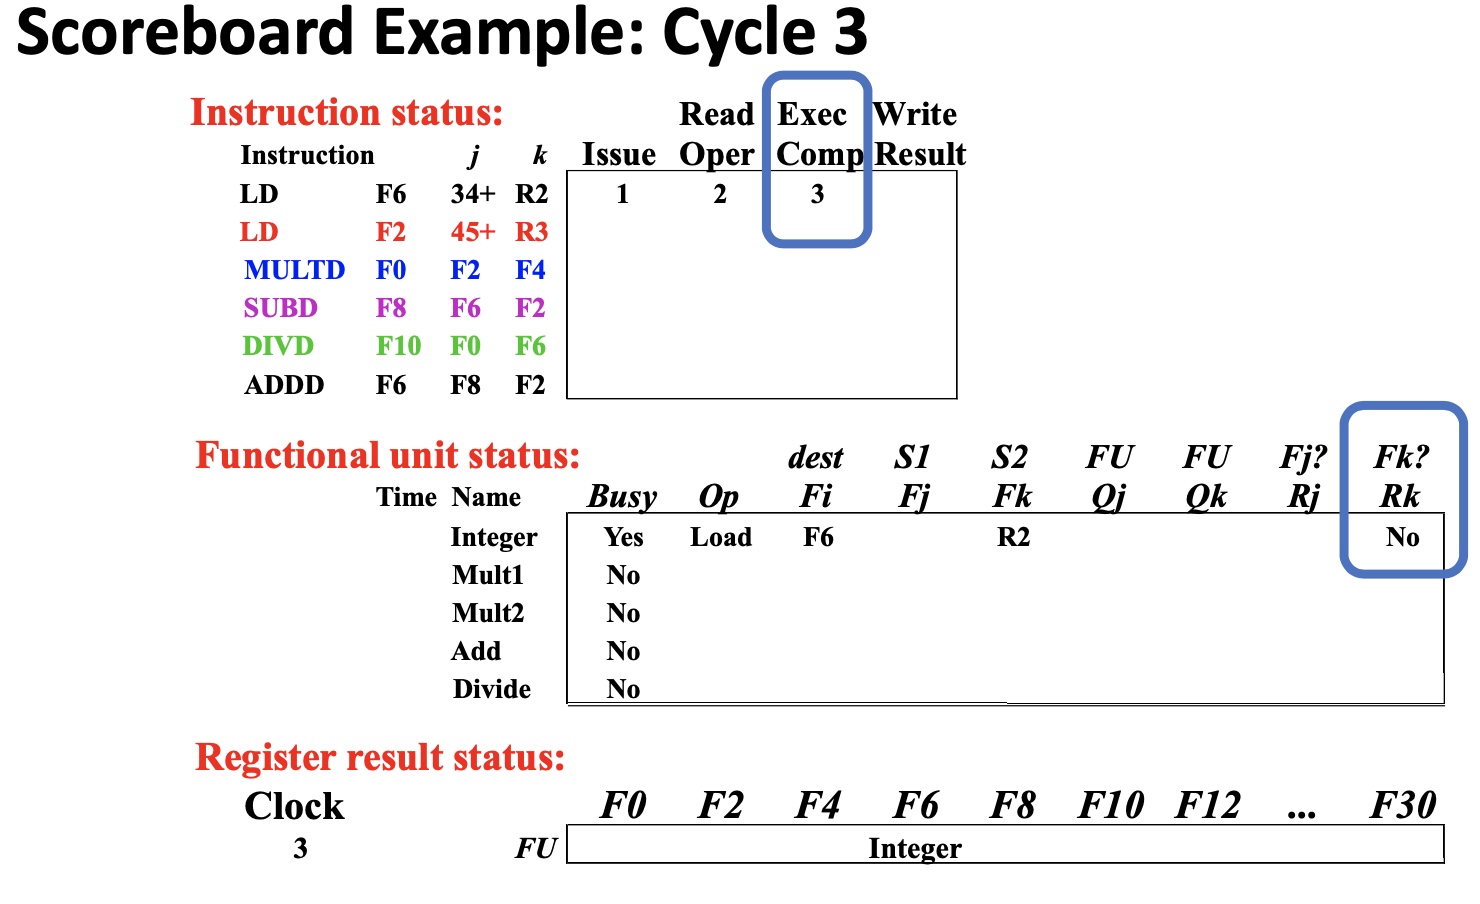 Scoreboard Example: Cycle 3
Instruction status: Read Exec Write
Instruction j k Issue Oper Comp Result
LD F6 34+ R2 1 2 3
LD F2 45+ R3
MULTD F0 F2 F4
SUBD F8 F6 F2
DIVD F10 F0 F6
ADDD F6 F8 F2
Functional unit status: dest S1 S2 FU FU Fj? Fk?
Time Name Busy Op Fi Fj Fk Qj Qk Rj Rk
Integer Yes Load F6 R2 No
Mult1 No
Mult2 No
Add No
Divide No
Register result status:
Clock F0 F2 F4 F6 F8 F10 F12 ... F30
3 FU Integer